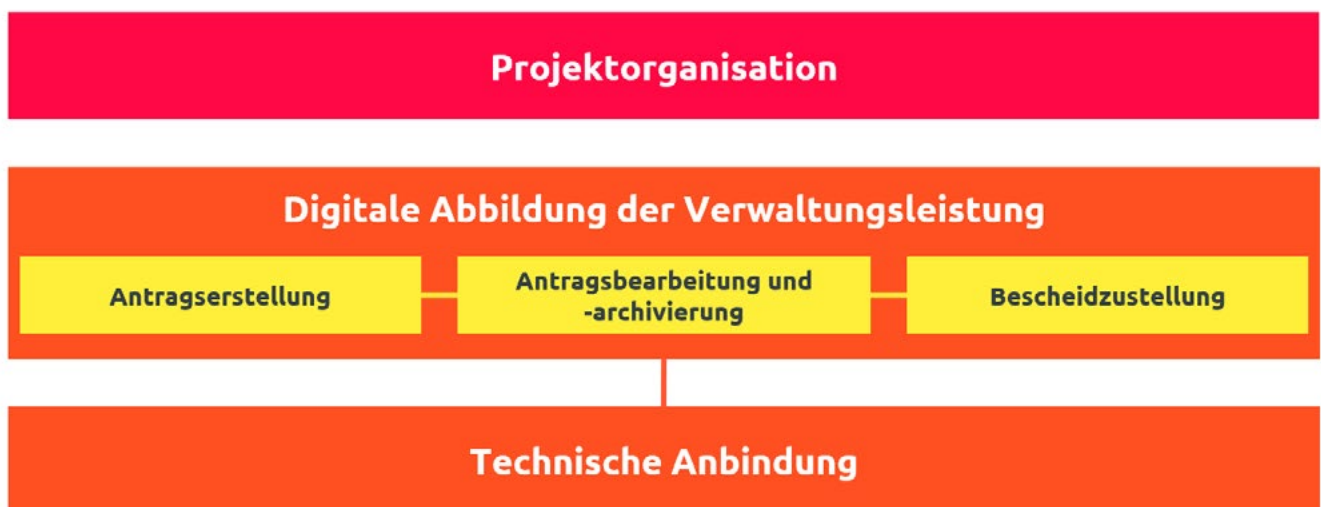 Projektorganisation
Digitale Abbildung der Verwaltungsleistung
Antragserstellung
Antragsbearbeitung und
-archivierung
Bescheidzustellung
Technische Anbindung